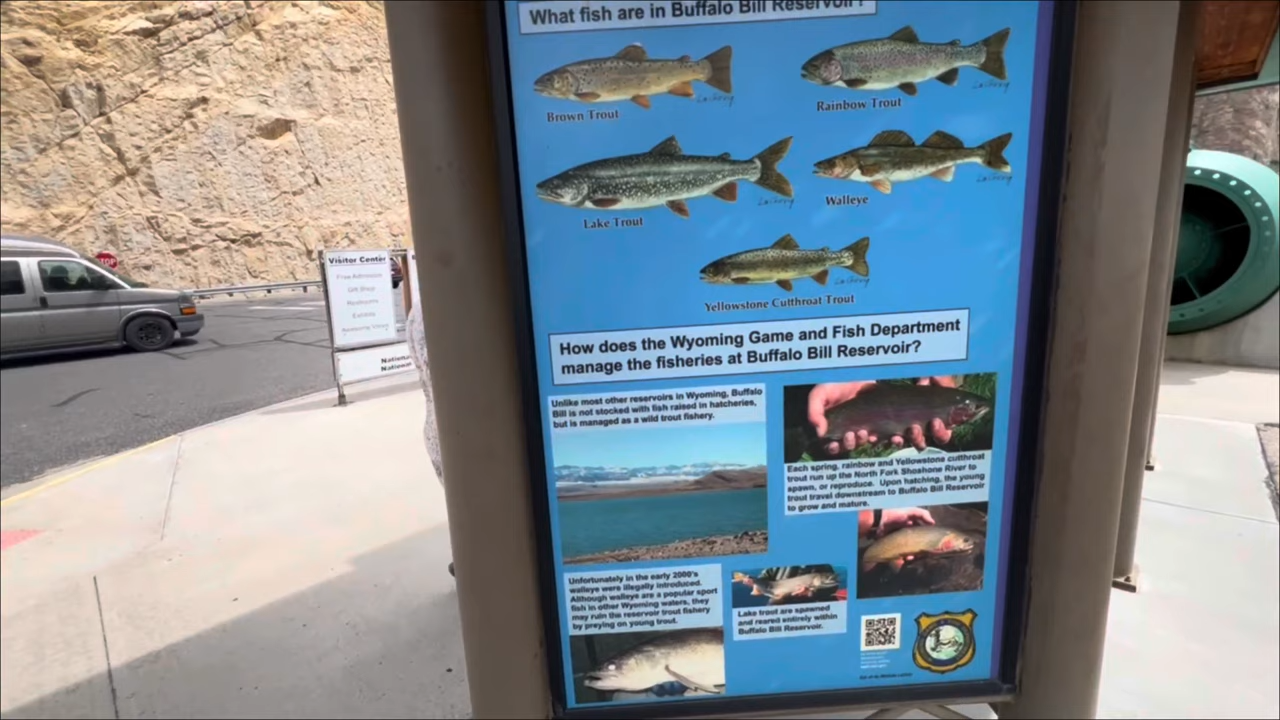 What fish are in Buffalo Bill Reservoir?
Brown Trout
Rainbow Trout
Lake Trout
Walleye
Yellowstone Cutthroat Trout
How does the Wyoming Game and Fish Department
manage the fisheries at Buffalo Bill Reservoir?
Unlike most other reservoirs in Wyoming, Buffalo
Bill is not stocked with fish raised in hatcheries,
but is managed as a wild trout fishery.
Each spring, rainbow and Yellowstone cutthroat
trout run up the North Fork Shoshone River to
spawn, or reproduce. Upon hatching, the young
trout travel downstream to Buffalo Bill Reservoir
to grow and mature.
Unfortunately in the early 2000's
walleye were illegally introduced.
Although walleye are a popular sport
fish in other Wyoming waters, they
may ruin the reservoir trout fishery
by preying on young trout.
Lake trout are spawned
and reared entirely within
Buffalo Bill Reservoir.
Visitor Center
Free Admission
Gift Shop
Restrooms
Exhibits
Reservoir Views
Nation
Nation
STOP